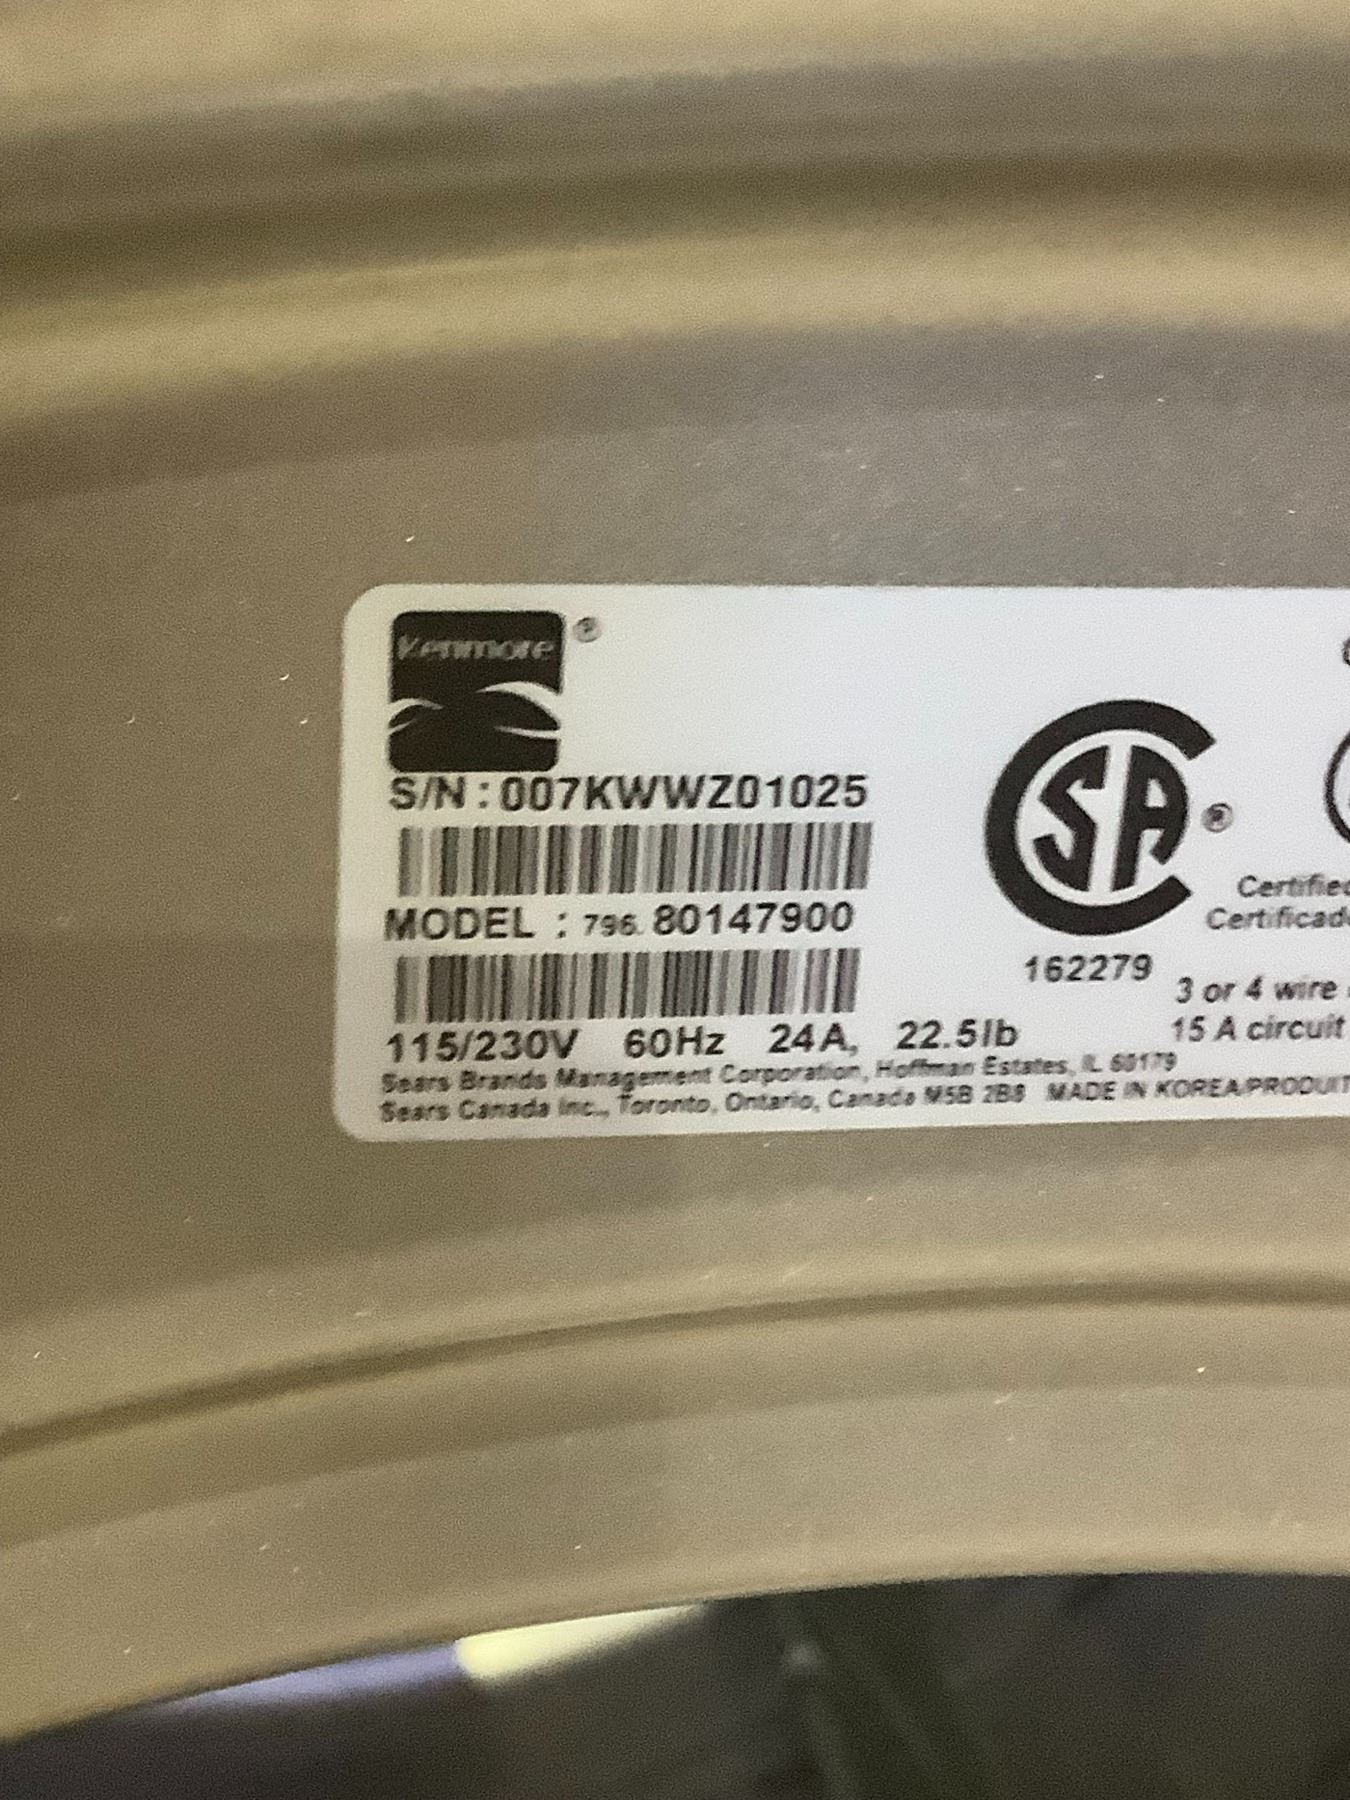 Kenmore®
S/N : 007KWWZ01025
MODEL : 796. 80147900
115/230V 60Hz 24A, 22.5lb
Sears Brands Management Corporation, Hoffman Estates, IL 60179
Sears Canada Inc., Toronto, Ontario, Canada M5B 2B8 MADE IN KOREA/PRODUIT
SA®
162279
Certified
Certificado
3 or 4 wire
15 A circuit